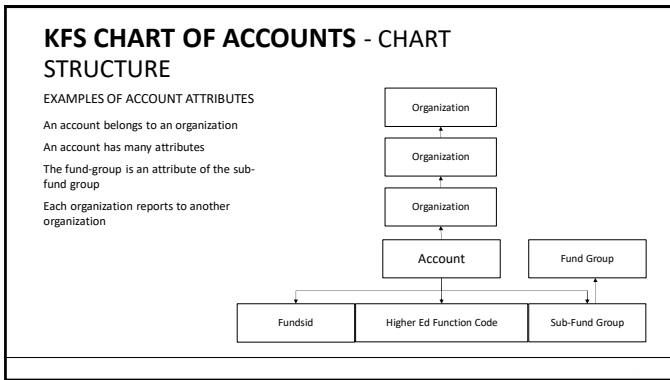 KFS CHART OF ACCOUNTS - CHART
STRUCTURE
EXAMPLES OF ACCOUNT ATTRIBUTES
An account belongs to an organization
An account has many attributes
The fund-group is an attribute of the sub-
fund group
Each organization reports to another
organization
Organization
Organization
Organization
Account
Fund Group
Fundsid
Higher Ed Function Code
Sub-Fund Group